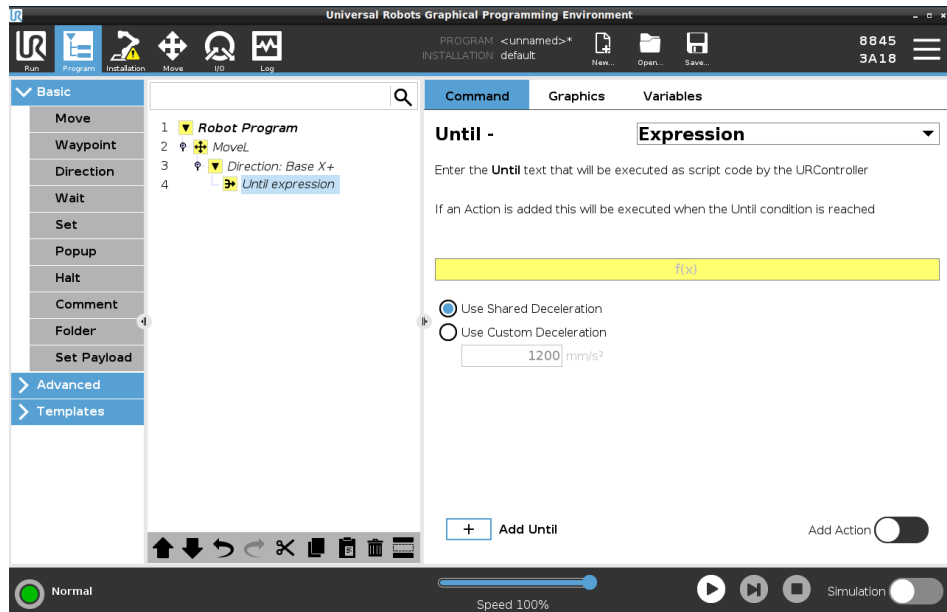 UR
Universal Robots Graphical Programming Environment
UR
Run
Program
Installation
Move
I/O
Log
PROGRAM <unnamed>*
INSTALLATION default
New...
Open...
Save...
8845
3A18
Basic
Move
Waypoint
Direction
Wait
Set
Popup
Halt
Comment
Folder
Set Payload
Advanced
Templates
1 Robot Program
2 MoveL
3 Direction: Base X+
4 Until expression
Command Graphics Variables
Until - Expression
Enter the Until text that will be executed as script code by the URController
If an Action is added this will be executed when the Until condition is reached
f(x)
Use Shared Deceleration
Use Custom Deceleration
1200 mm/s²
+ Add Until
Add Action
Normal
Speed 100%
Simulation